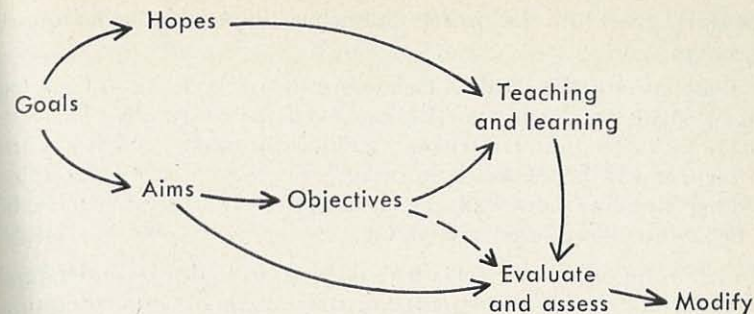 Hopes
Goals
Teaching
and learning
Aims
Objectives
Evaluate
and assess
Modify